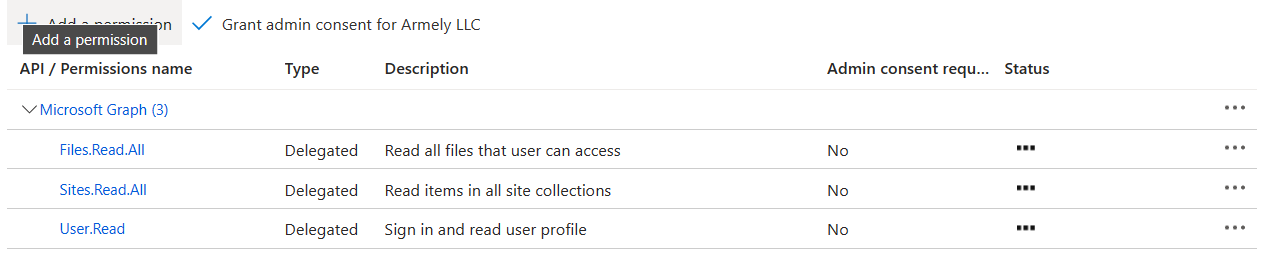 Add a permission
Grant admin consent for Armely LLC
Add a permission
API / Permissions name Type Description Admin consent requ... Status
Microsoft Graph (3)
Files.Read.All Delegated Read all files that user can access No
Sites.Read.All Delegated Read items in all site collections No
User.Read Delegated Sign in and read user profile No